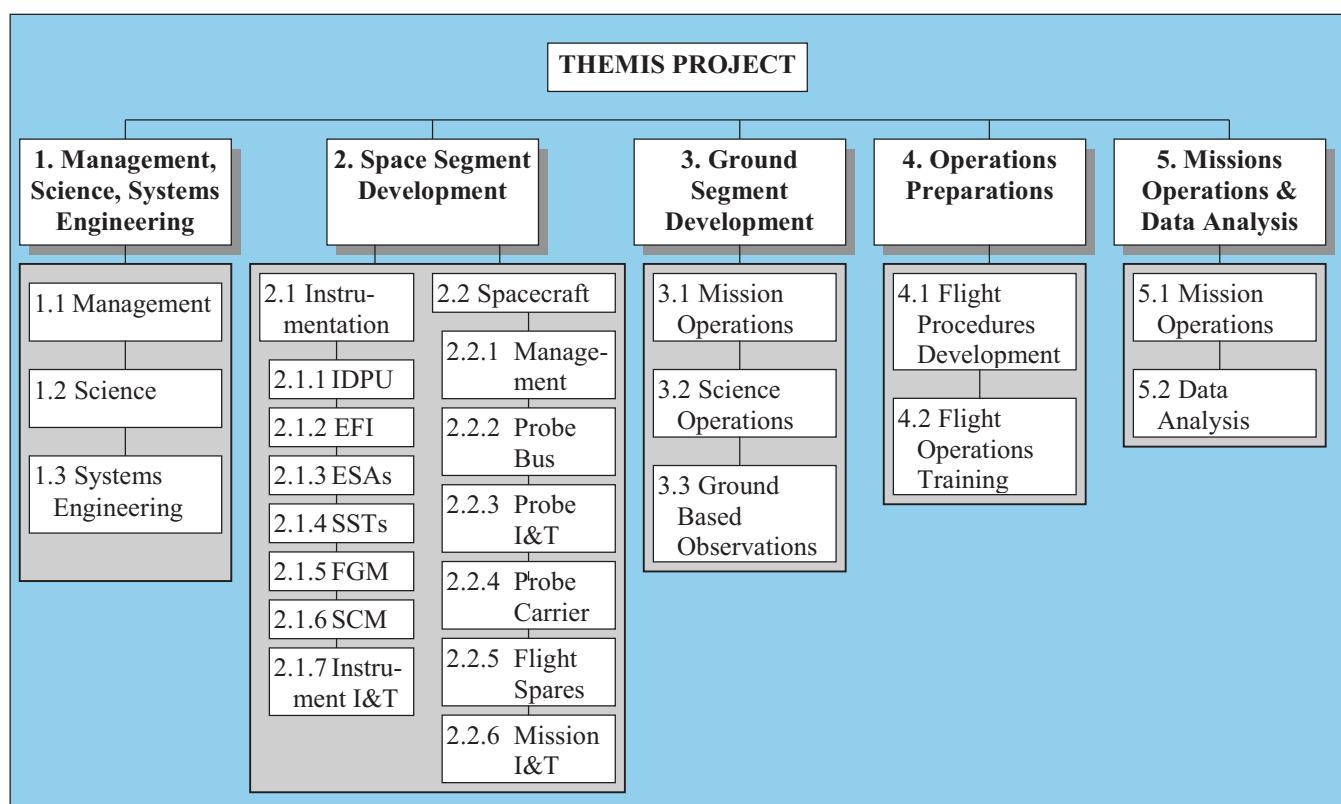 THEMIS PROJECT
1. Management,
Science, Systems
Engineering
2. Space Segment
Development
3. Ground
Segment
Development
4. Operations
Preparations
5. Missions
Operations &
Data Analysis
1.1 Management
1.2 Science
1.3 Systems
Engineering
2.1 Instru-
mentation
2.1.1 IDPU
2.1.2 EFI
2.1.3 ESAs
2.1.4 SSTs
2.1.5 FGM
2.1.6 SCM
2.1.7 Instru-
ment I&T
2.2 Spacecraft
2.2.1 Manage-
ment
2.2.2 Probe
Bus
2.2.3 Probe
I&T
2.2.4 Probe
Carrier
2.2.5 Flight
Spares
2.2.6 Mission
I&T
3.1 Mission
Operations
3.2 Science
Operations
3.3 Ground
Based
Observations
4.1 Flight
Procedures
Development
4.2 Flight
Operations
Training
5.1 Mission
Operations
5.2 Data
Analysis